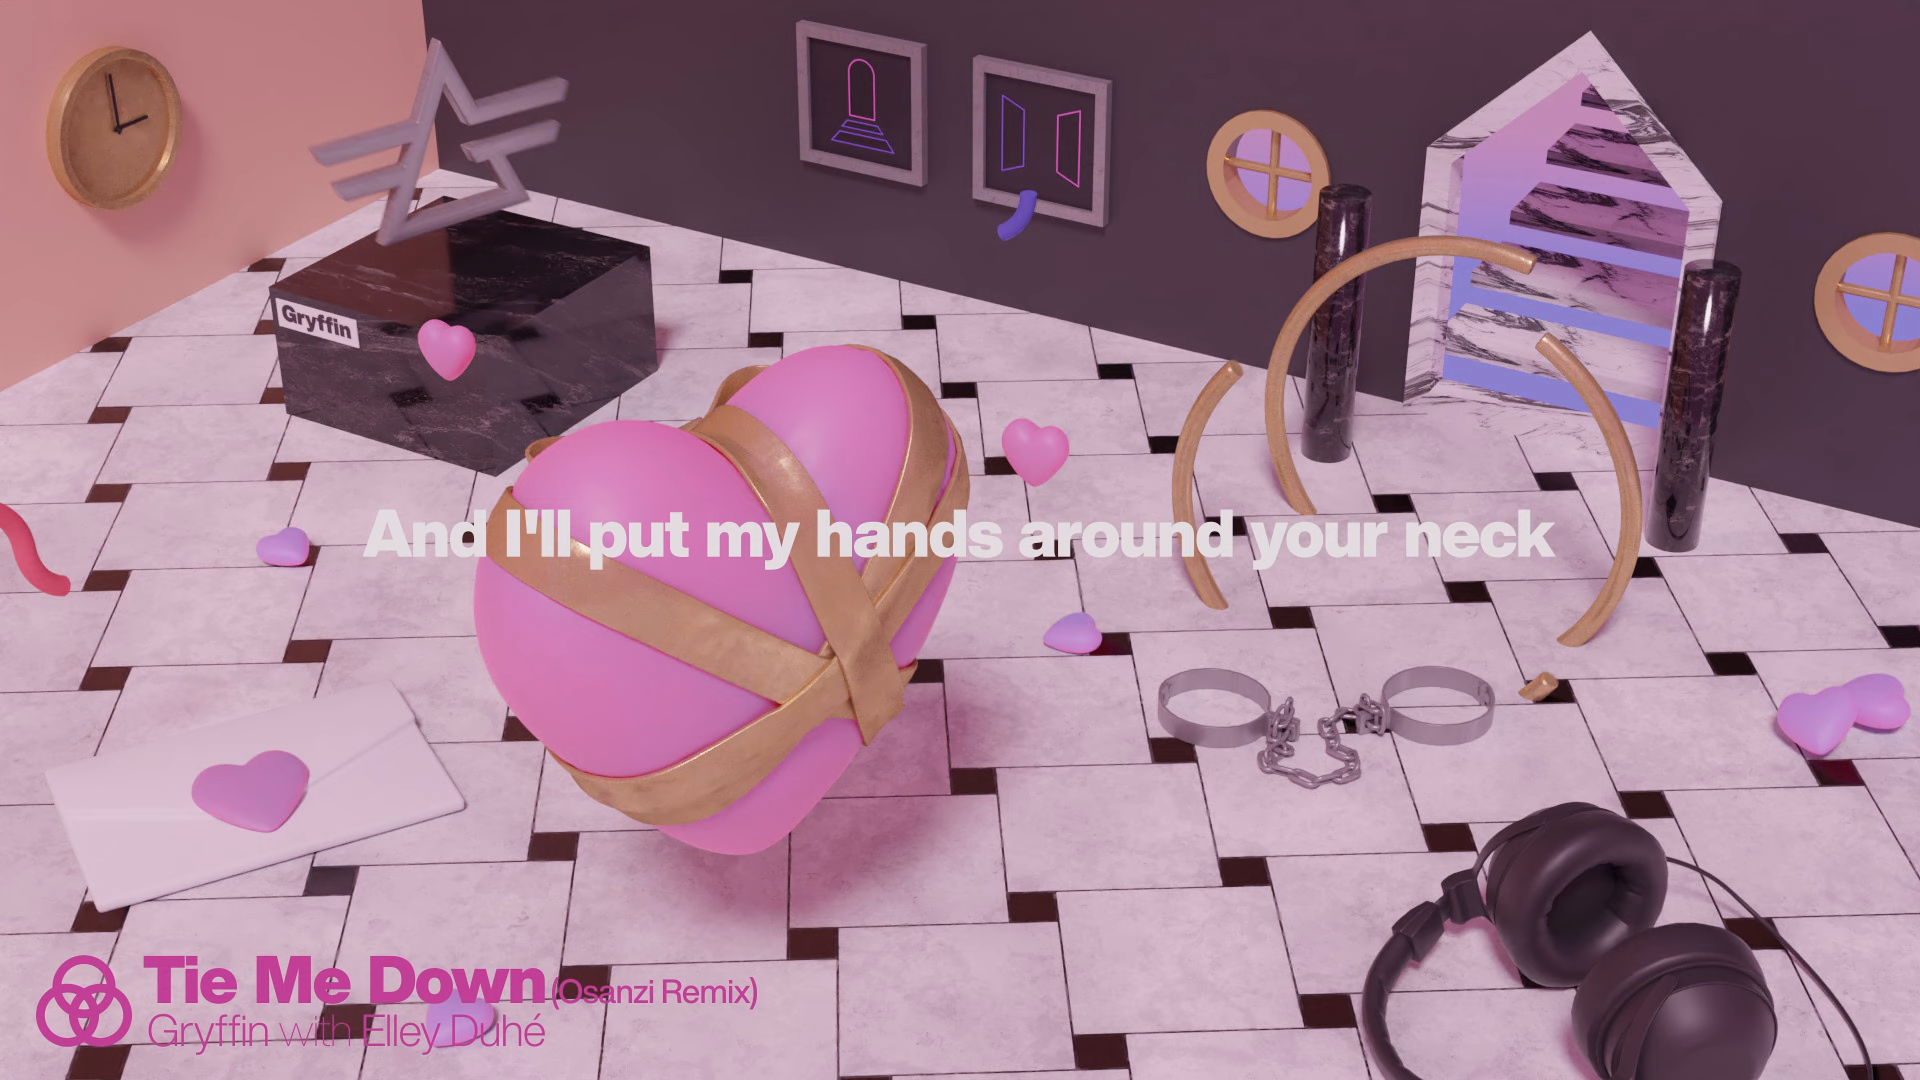 Gryffin
And I'll put my hands around your neck
Tie Me Down (Osanzi Remix)
Gryffin with Elley Duhé